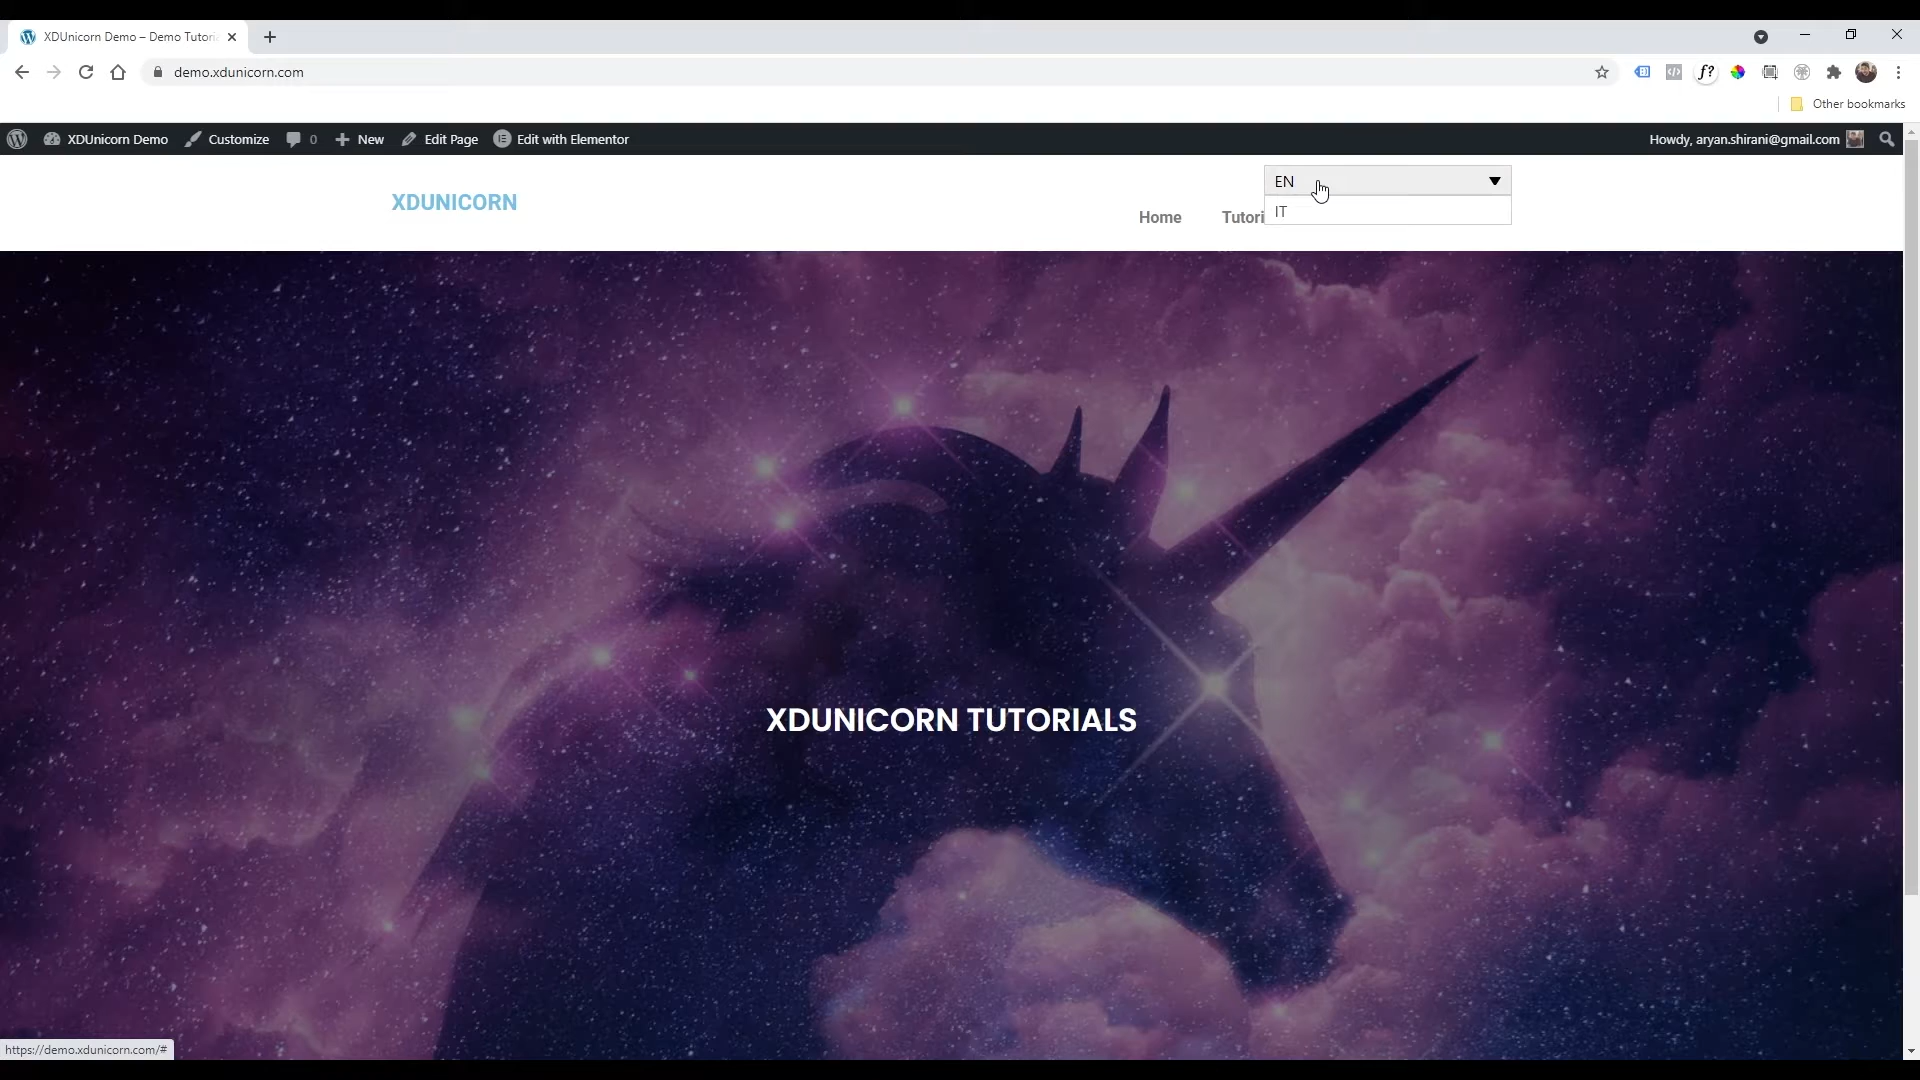 XDUnicorn Demo – Demo Tutori
demo.xdunicorn.com
f?
Other bookmarks
XDUnicorn Demo
Customize
0
New
Edit Page
Edit with Elementor
Howdy, aryan.shirani@gmail.com
EN
XDUNICORN
IT
Home
Tutori
XDUNICORN TUTORIALS
https://demo.xdunicorn.com/#